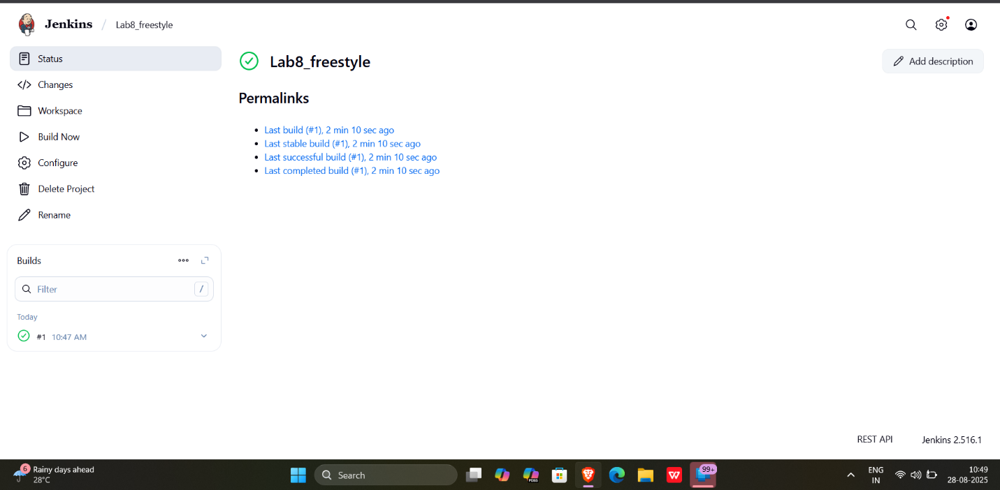 Jenkins / Lab8_freestyle
Status
Changes
Workspace
Build Now
Configure
Delete Project
Rename
Builds
Filter /
Today
#1 10:47 AM
Lab8_freestyle
Add description
Permalinks
Last build (#1), 2 min 10 sec ago
Last stable build (#1), 2 min 10 sec ago
Last successful build (#1), 2 min 10 sec ago
Last completed build (#1), 2 min 10 sec ago
REST API Jenkins 2.516.1
6
Rainy days ahead
28°C
Search
M365
W
99+
ENG
IN
10:49
28-08-2025